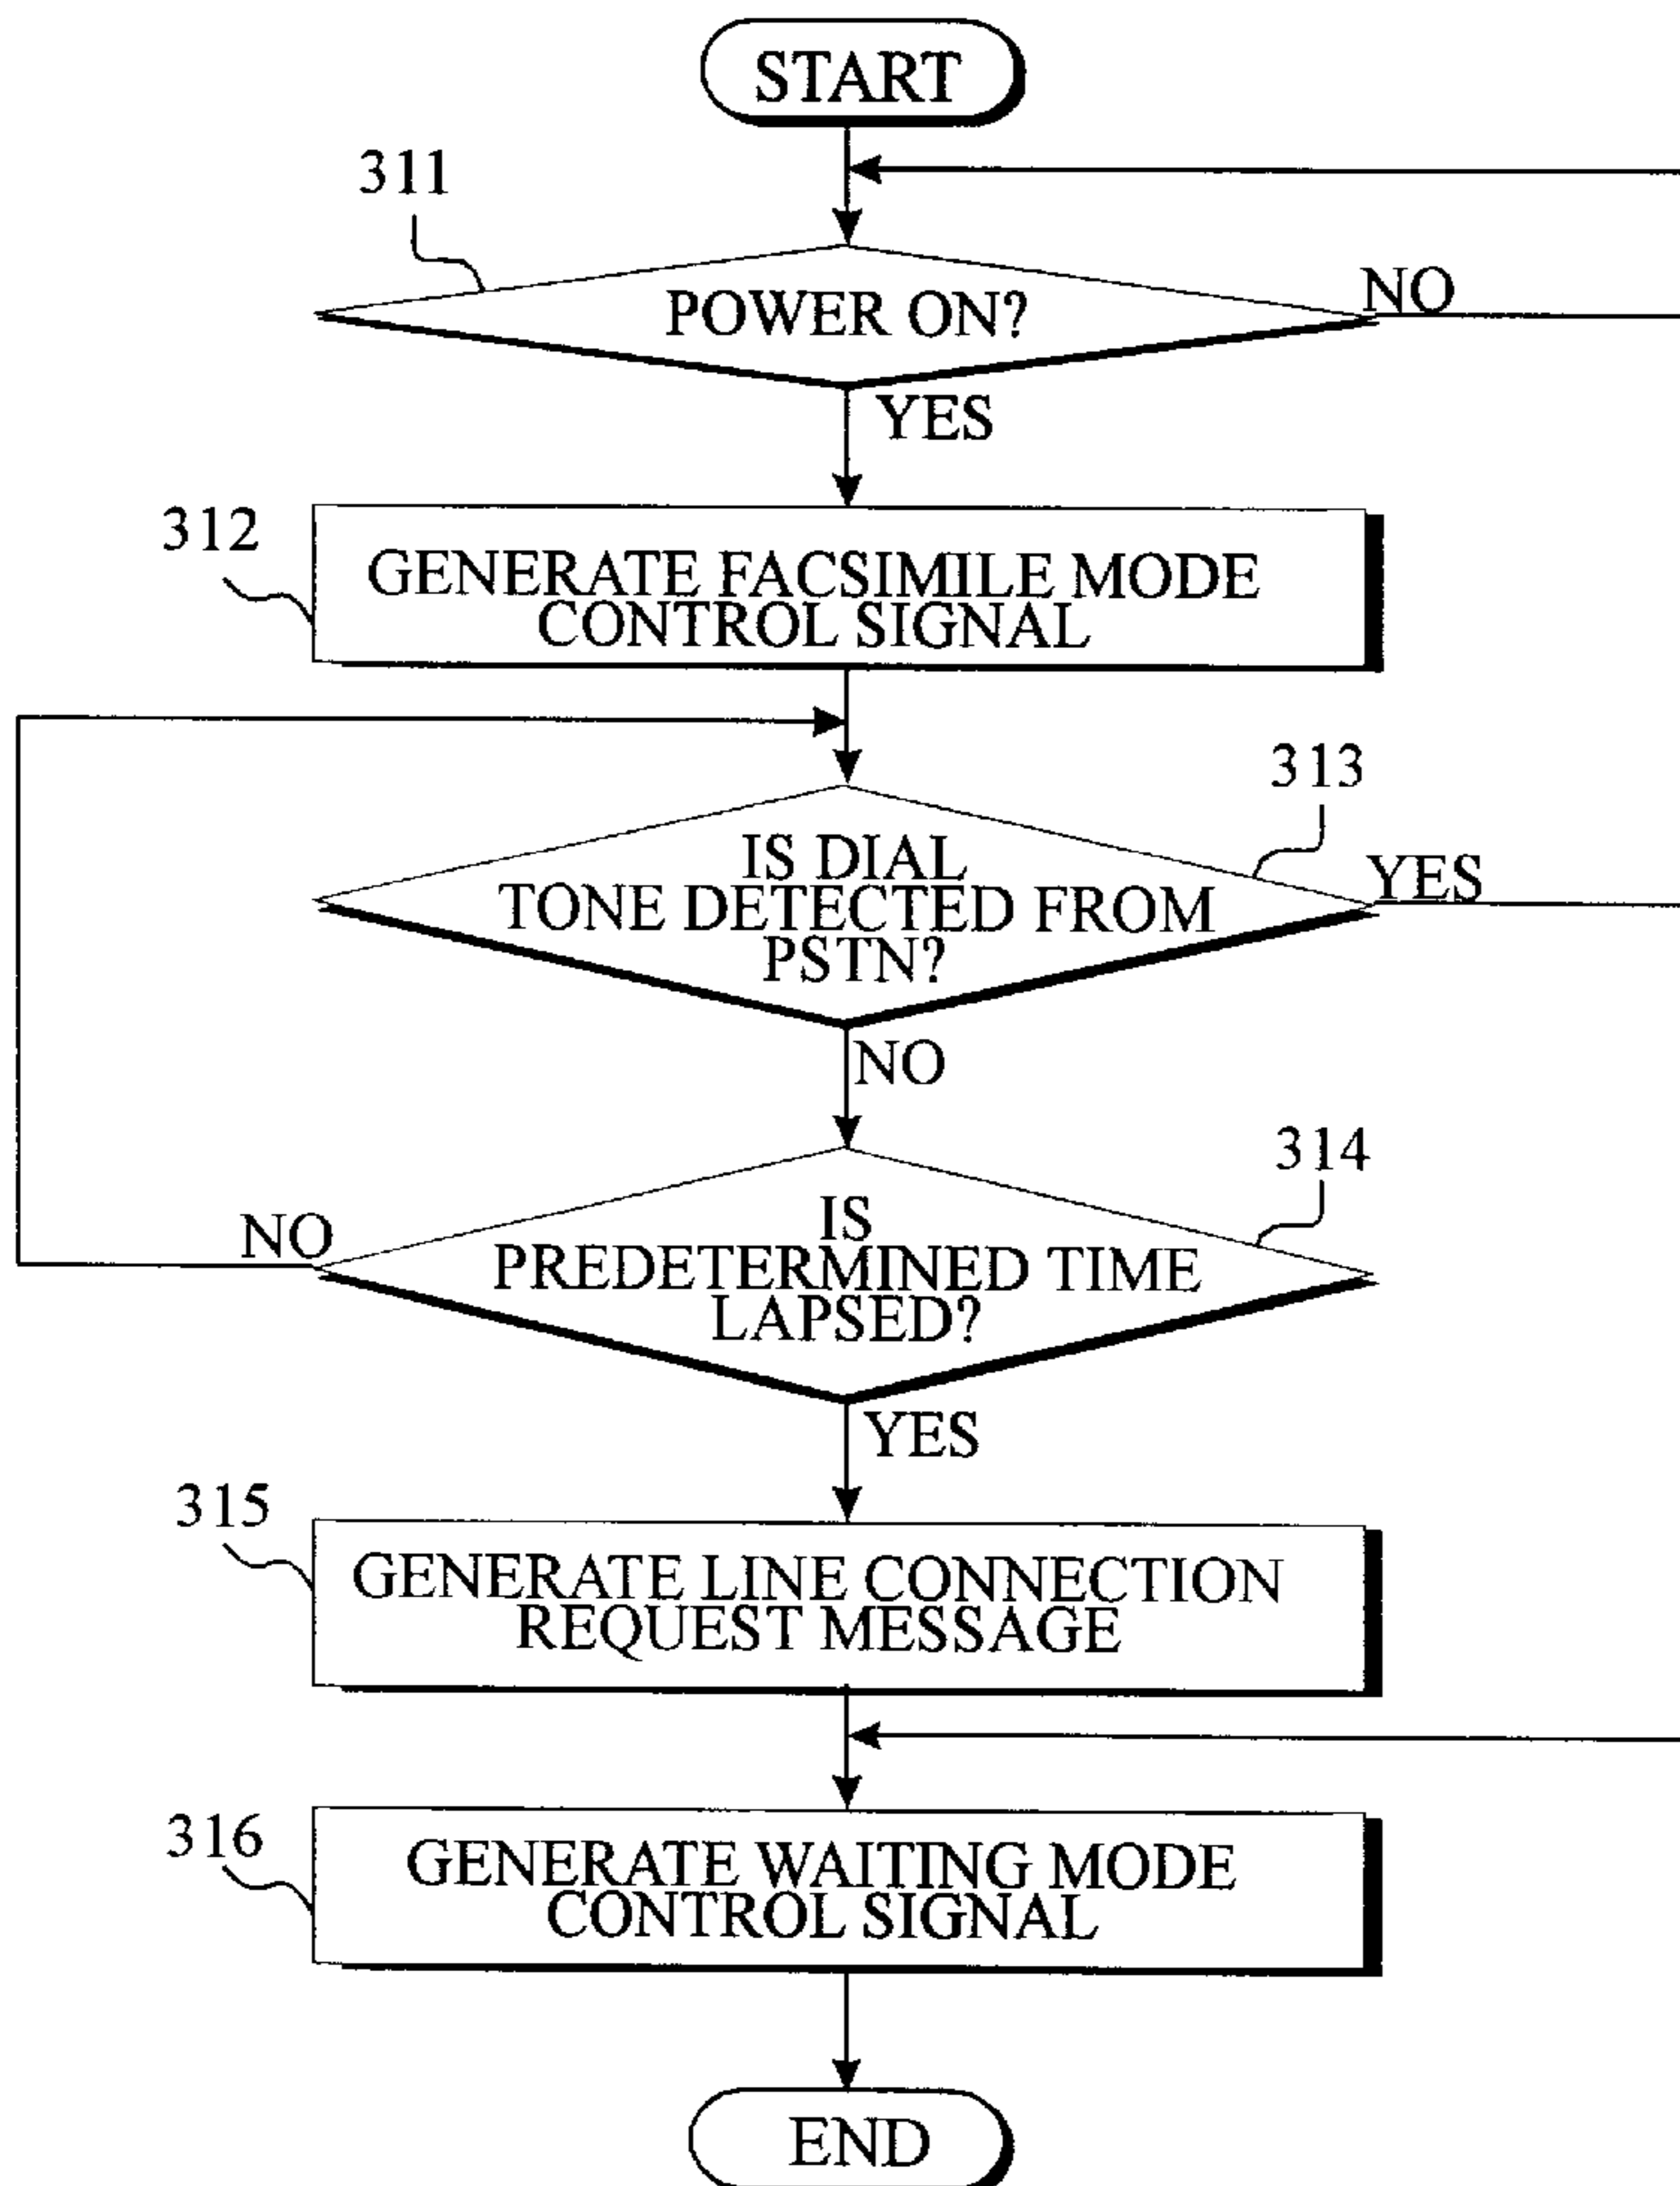 START
311
POWER ON?
NO
YES
312
GENERATE FACSIMILE MODE
CONTROL SIGNAL
313
IS DIAL
TONE DETECTED FROM
PSTN?
YES
NO
314
IS
PREDETERMINED TIME
LAPSED?
NO
YES
315
GENERATE LINE CONNECTION
REQUEST MESSAGE
316
GENERATE WAITING MODE
CONTROL SIGNAL
END